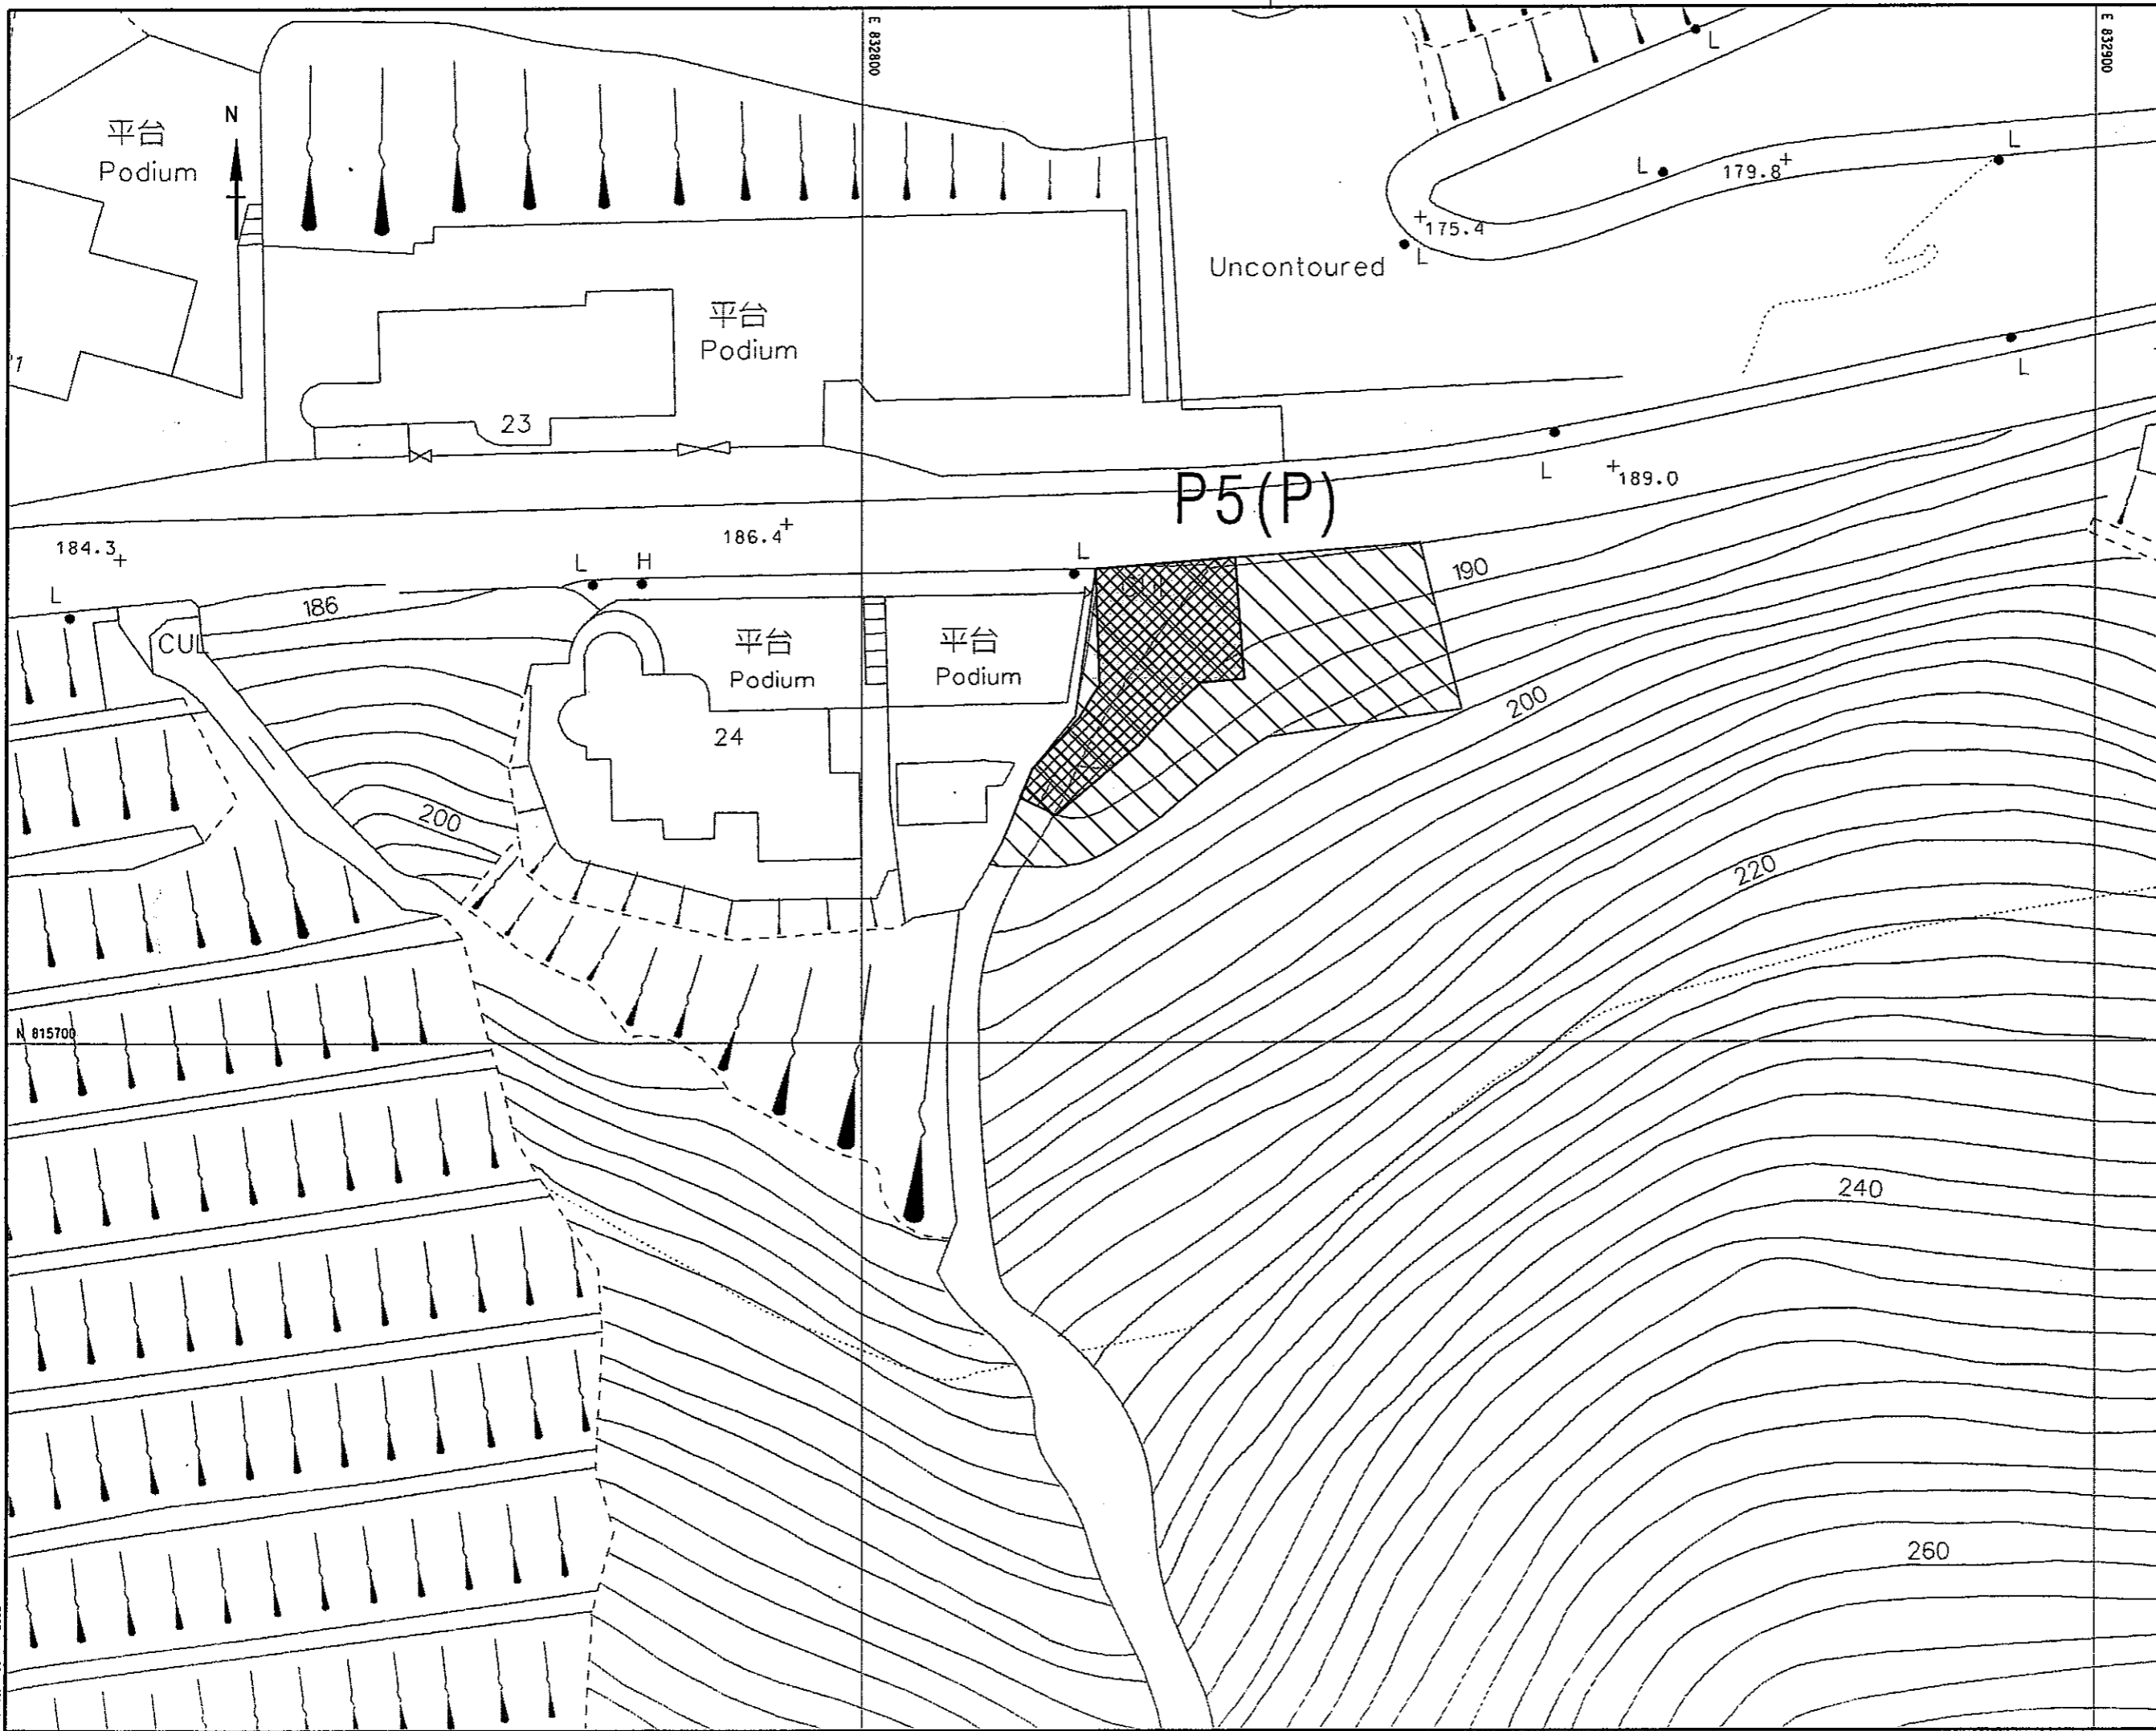 E 832800
E 832900
L
平台
Podium
N
L
L
179.8
175.4
L
Uncontoured
平台
Podium
L
23
P5(P)
L
189.0
184.3
186.4
L
H
L
L
186
190
CUL
平台
Podium
平台
Podium
200
24
200
220
N 815700
240
260